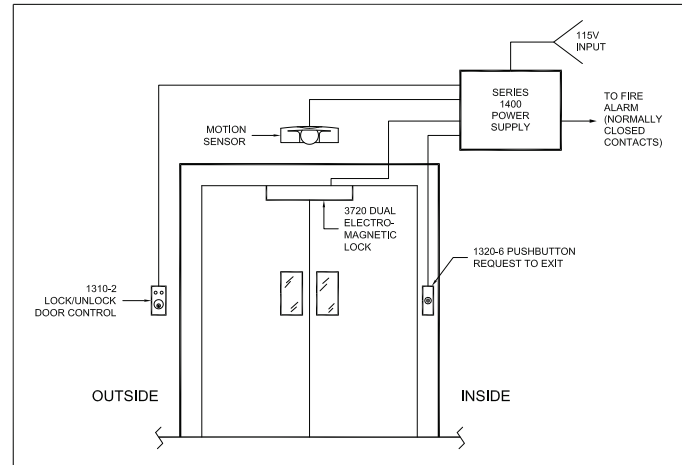 115V
INPUT
SERIES
1400
POWER
SUPPLY
TO FIRE
ALARM
(NORMALLY
CLOSED
CONTACTS)
MOTION
SENSOR
3720 DUAL
ELECTRO-
MAGNETIC
LOCK
1320-6 PUSHBUTTON
REQUEST TO EXIT
1310-2
LOCK/UNLOCK
DOOR CONTROL
OUTSIDE
INSIDE